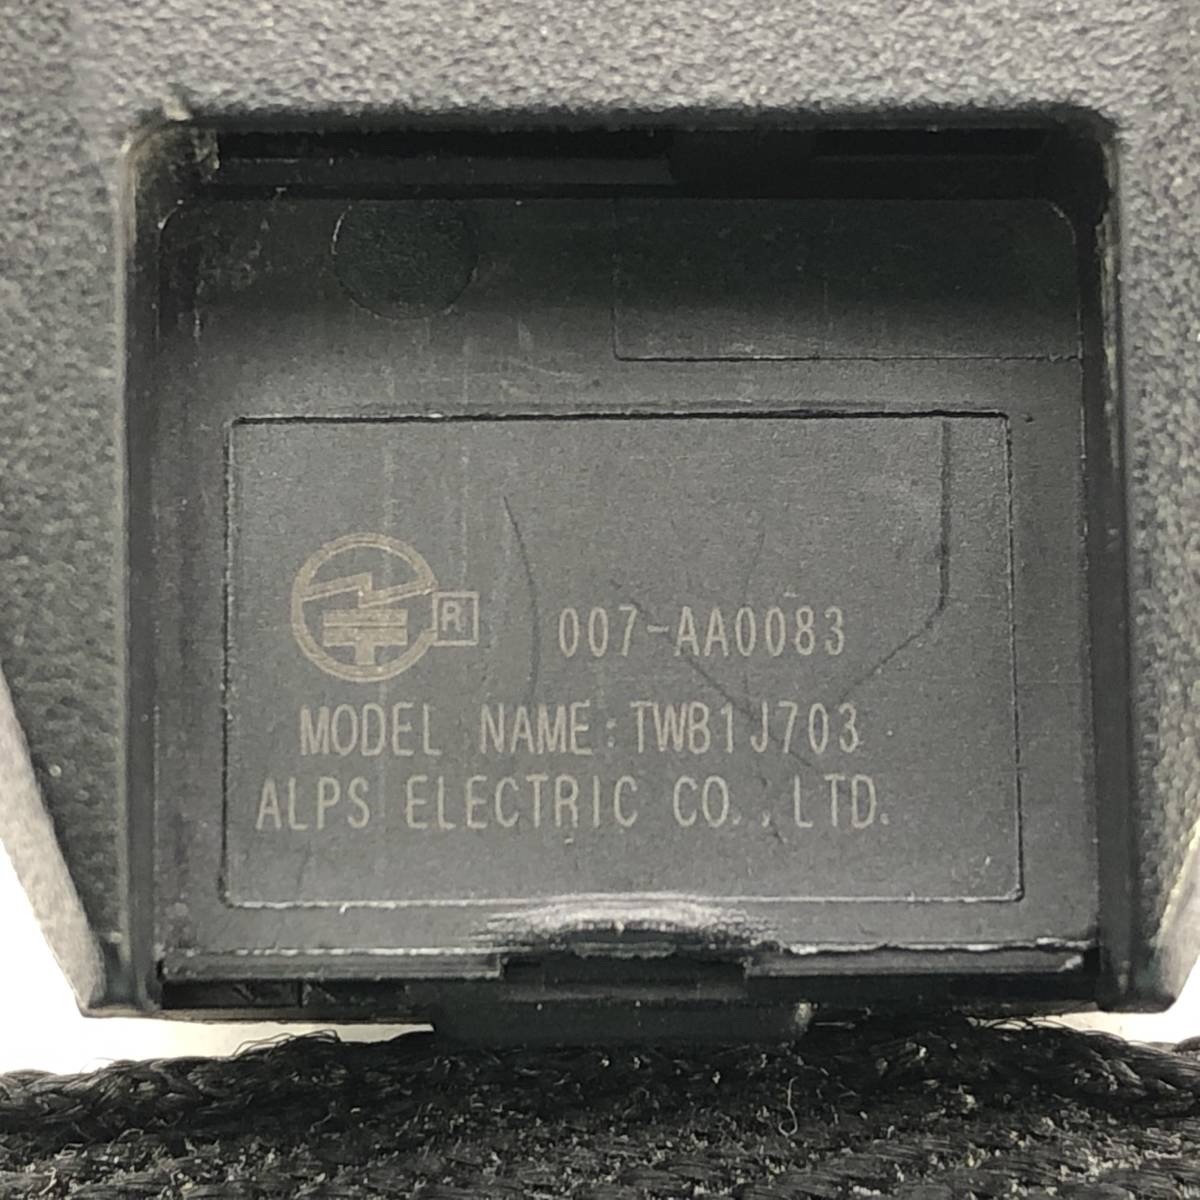 R 007-AA0083
MODEL NAME:TWB1J703
ALPS ELECTRIC CO.,LTD.